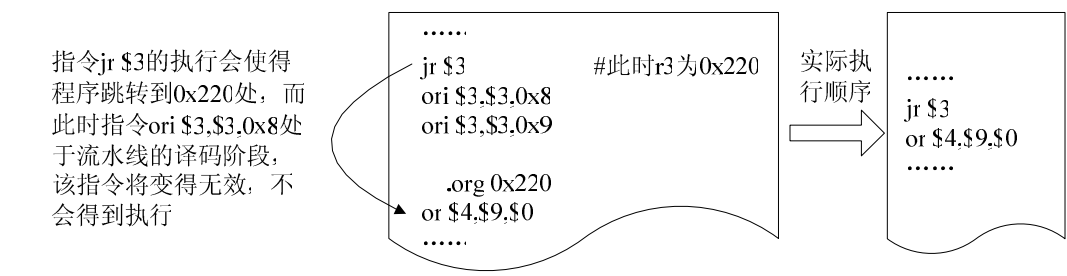 指令jr $3的执行会使得
程序跳转到0x220处，而
此时指令ori $3,$3,0x8处
于流水线的译码阶段，
该指令将变得无效，不
会得到执行
……
jr $3 #此时r3为0x220
ori $3,$3,0x8
ori $3,$3,0x9
.org 0x220
or $4,$9,$0
……
实际执
行顺序
……
jr $3
or $4,$9,$0
……